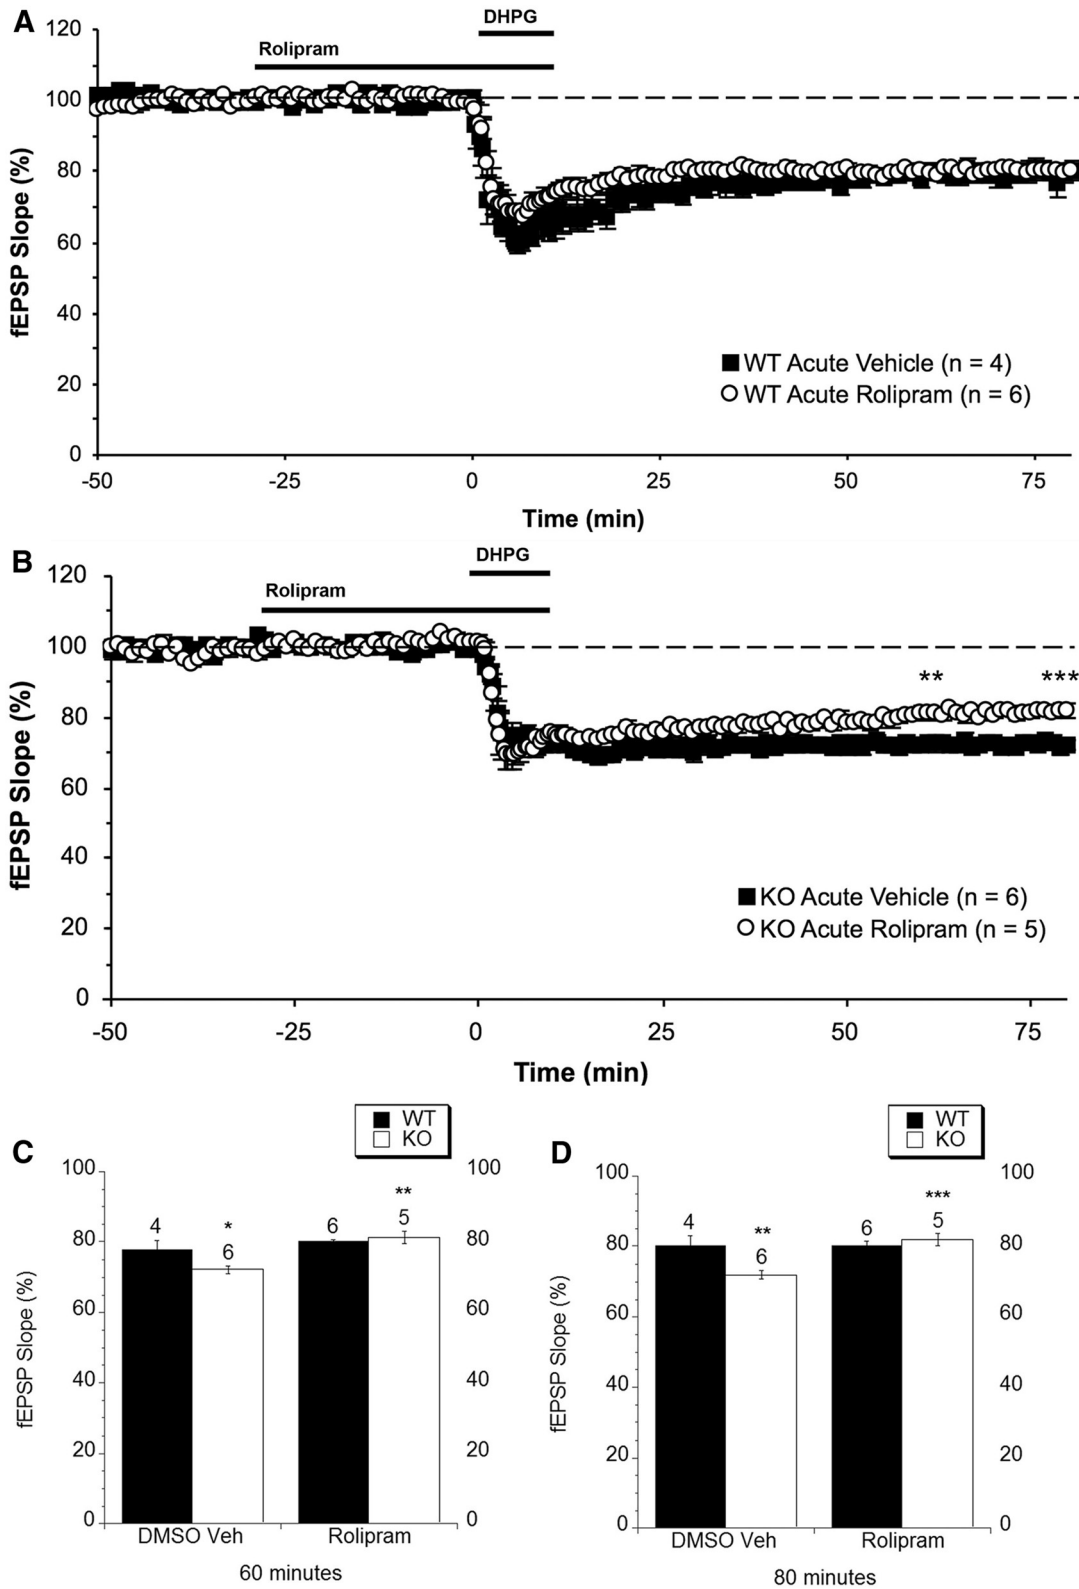 A
DHPG
Rolipram
120
100
80
60
40
20
0
fEPSP Slope (%)
WT Acute Vehicle (n = 4)
WT Acute Rolipram (n = 6)
-50 -25 0 25 50 75
Time (min)
B
DHPG
Rolipram
120
100
80
60
40
20
0
fEPSP Slope (%)
** ***
KO Acute Vehicle (n = 6)
KO Acute Rolipram (n = 5)
-50 -25 0 25 50 75
Time (min)
C
WT
KO
100
80
60
40
20
0
fEPSP Slope (%)
4
*
6
6
**
5
100
80
60
40
20
0
DMSO Veh Rolipram
60 minutes
D
WT
KO
100
80
60
40
20
0
fEPSP Slope (%)
4
**
6
6
***
5
100
80
60
40
20
0
DMSO Veh Rolipram
80 minutes